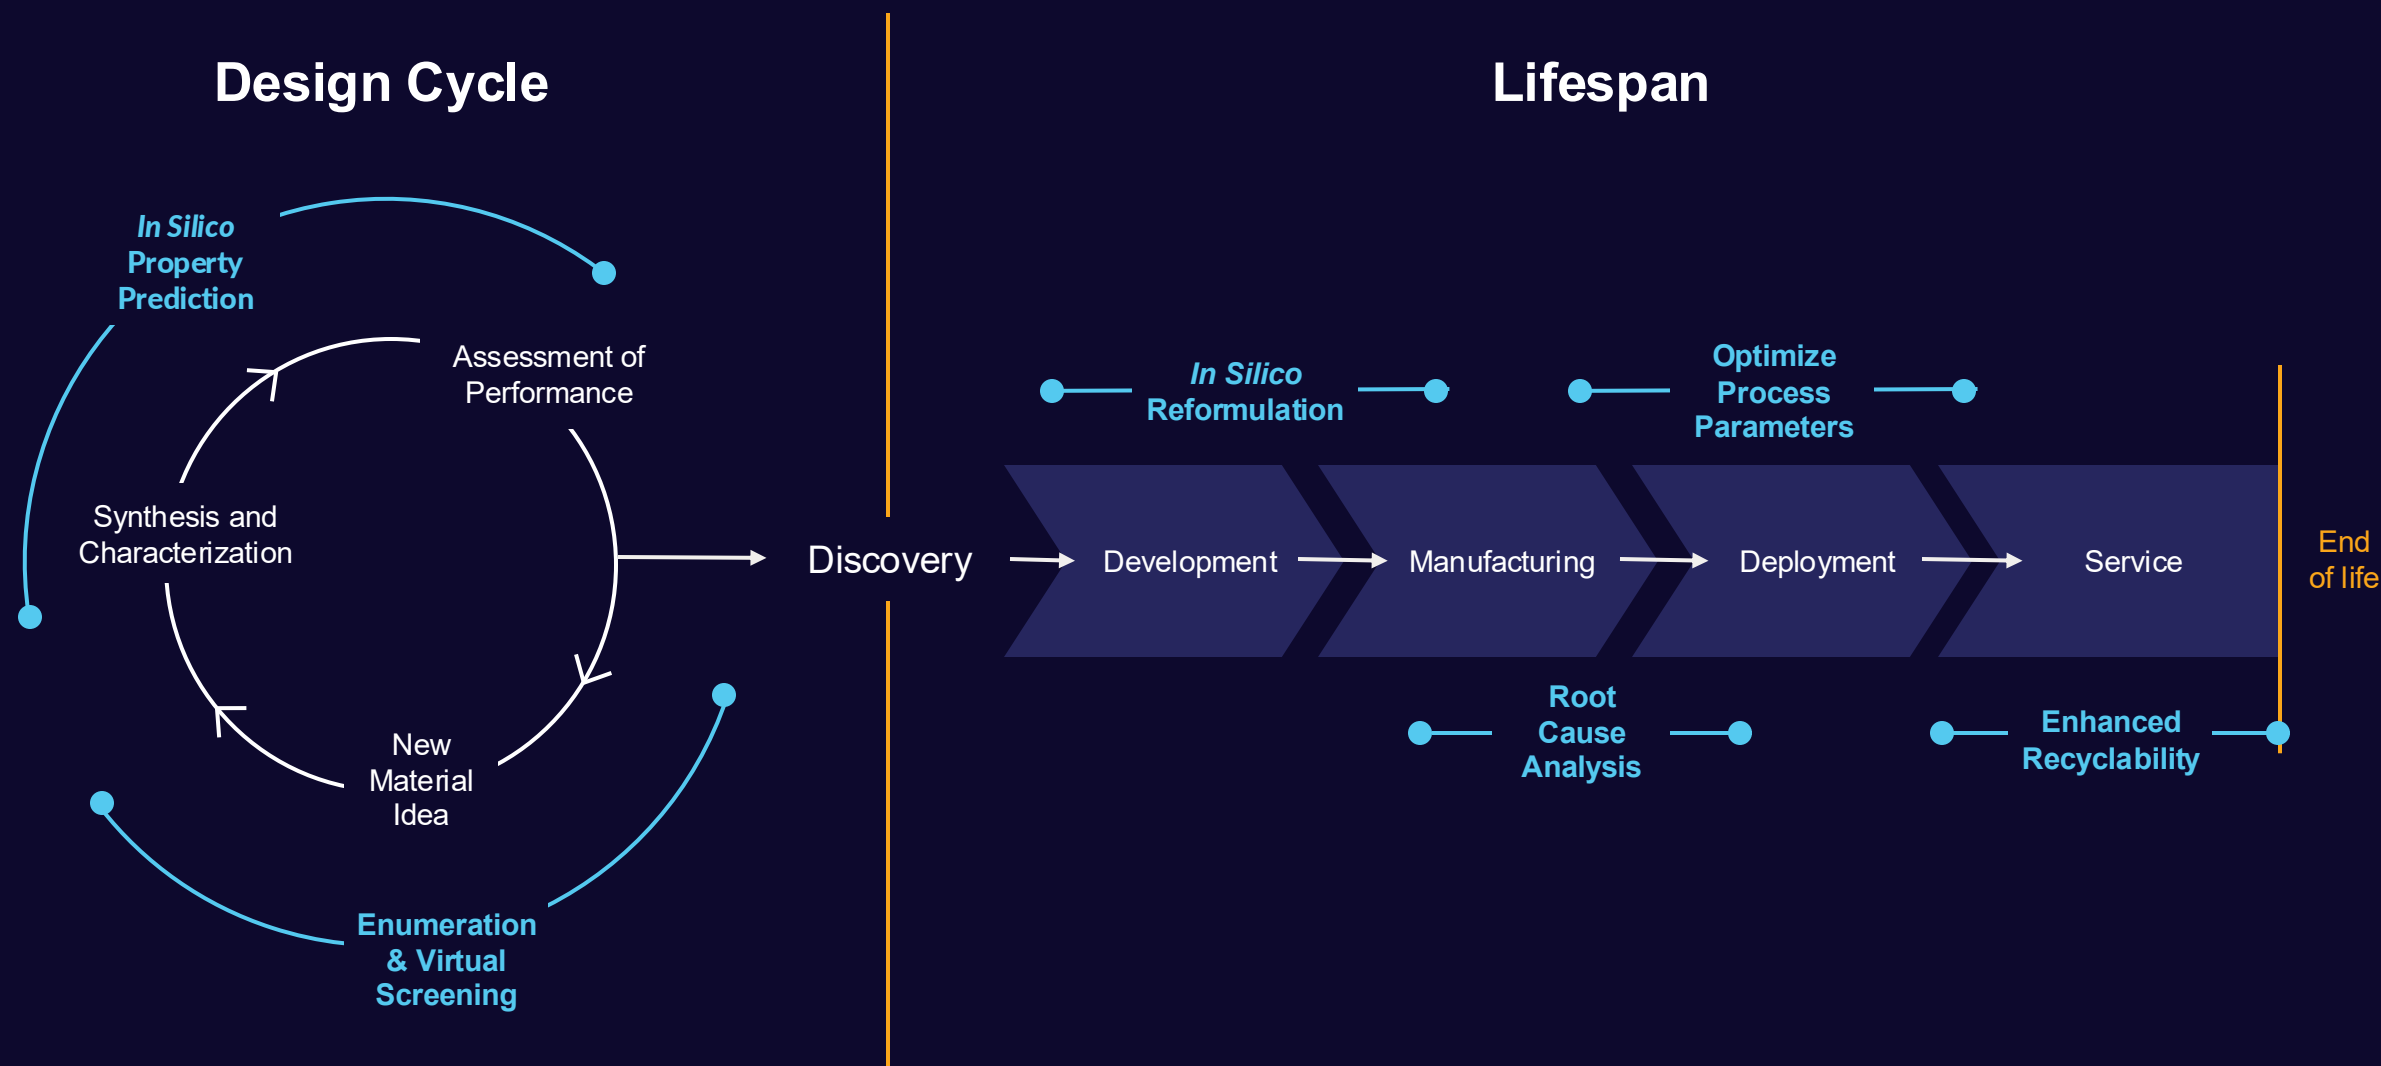 Design Cycle
Lifespan
In Silico
Property
Prediction
Assessment of
Performance
Synthesis and
Characterization
New
Material
Idea
Enumeration
& Virtual
Screening
Discovery
In Silico
Reformulation
Optimize
Process
Parameters
Development
Manufacturing
Deployment
Service
End
of life
Root
Cause
Analysis
Enhanced
Recyclability